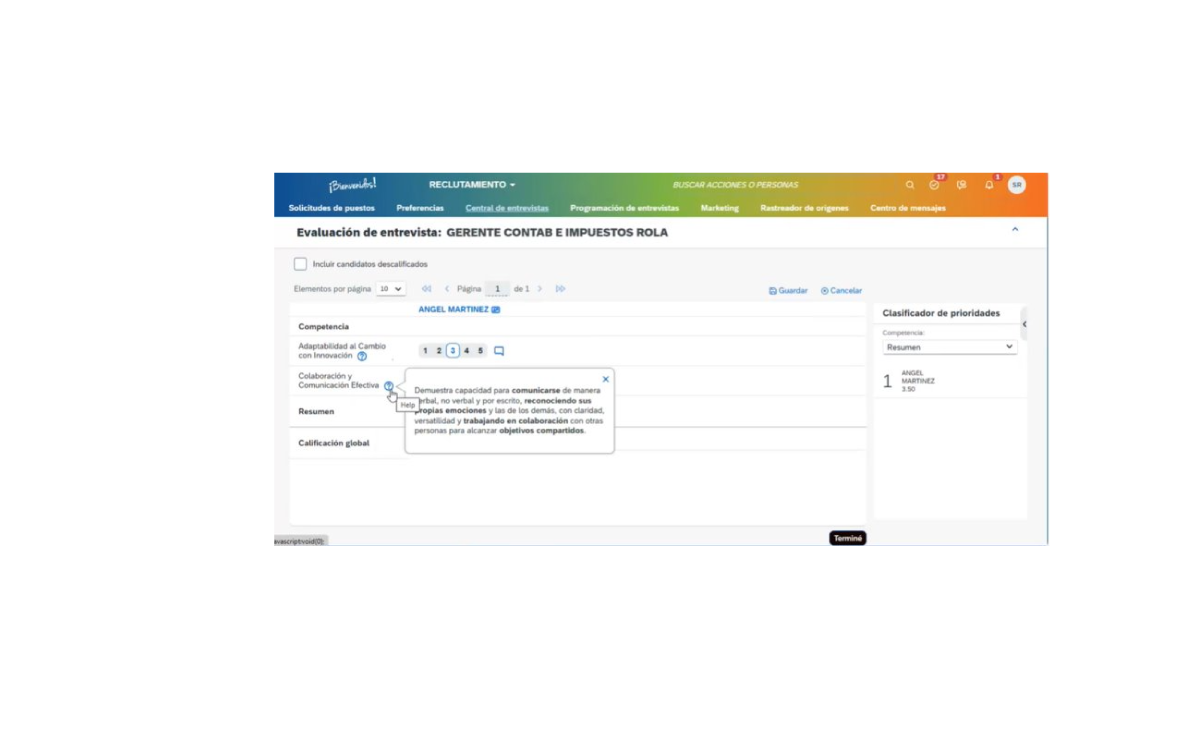 ¡Bienvenidos!
RECLUTAMIENTO
BUSCAR ACCIONES O PERSONAS
17
1
SR
Solicitudes de puestos
Preferencias
Central de entrevistas
Programación de entrevistas
Marketing
Rastreador de orígenes
Centro de mensajes
Evaluación de entrevista: GERENTE CONTAB E IMPUESTOS ROLA
Incluir candidatos descalificados
Elementos por página 10
Página 1 de 1
Guardar
Cancelar
ANGEL MARTINEZ
Competencia
Adaptabilidad al Cambio
con Innovación
1 2 3 4 5
Colaboración y
Comunicación Efectiva
Help
Demuestra capacidad para comunicarse de manera
verbal, no verbal y por escrito, reconociendo sus
propias emociones y las de los demás, con claridad,
versatilidad y trabajando en colaboración con otras
personas para alcanzar objetivos compartidos.
Resumen
Calificación global
Clasificador de prioridades
Competencia:
Resumen
1
ANGEL
MARTINEZ
3.50
avascript:void(0);
Terminé